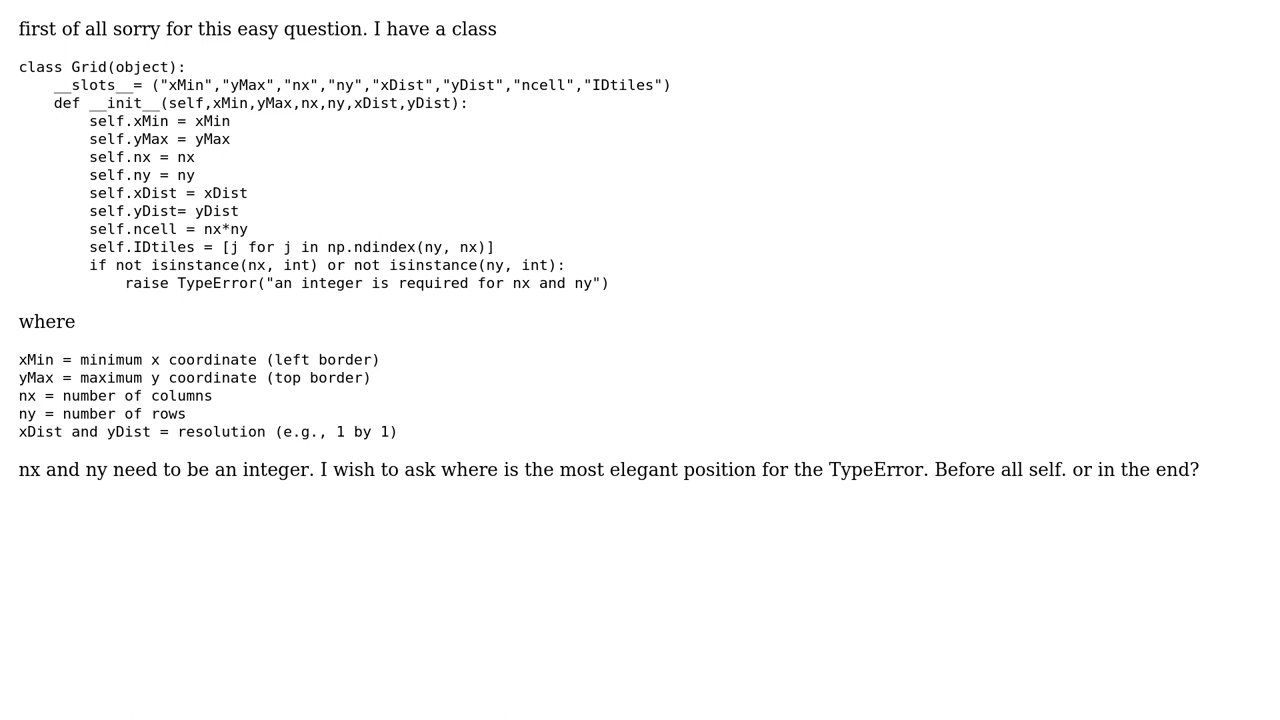 first of all sorry for this easy question. I have a class
class Grid(object):
    __slots__= ("xMin","yMax","nx","ny","xDist","yDist","ncell","IDtiles")
    def __init__(self,xMin,yMax,nx,ny,xDist,yDist):
        self.xMin = xMin
        self.yMax = yMax
        self.nx = nx
        self.ny = ny
        self.xDist = xDist
        self.yDist= yDist
        self.ncell = nx*ny
        self.IDtiles = [j for j in np.ndindex(ny, nx)]
        if not isinstance(nx, int) or not isinstance(ny, int):
            raise TypeError("an integer is required for nx and ny")
where
xMin = minimum x coordinate (left border)
yMax = maximum y coordinate (top border)
nx = number of columns
ny = number of rows
xDist and yDist = resolution (e.g., 1 by 1)
nx and ny need to be an integer. I wish to ask where is the most elegant position for the TypeError. Before all self. or in the end?